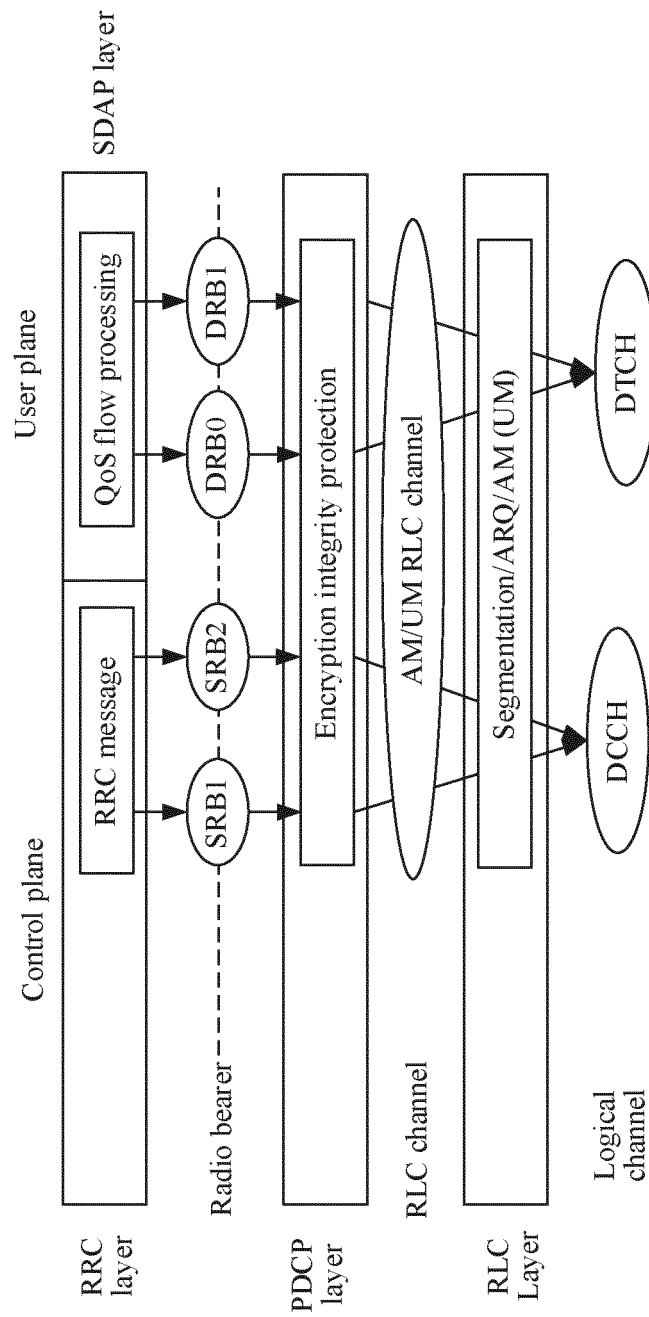 Control plane
User plane
RRC
layer
RRC message
QoS flow processing
SDAP layer
Radio bearer
SRB1
SRB2
DRB0
DRB1
PDCP
layer
Encryption integrity protection
RLC channel
AM/UM RLC channel
RLC
Layer
Segmentation/ARQ/AM (UM)
Logical
channel
DCCH
DTCH